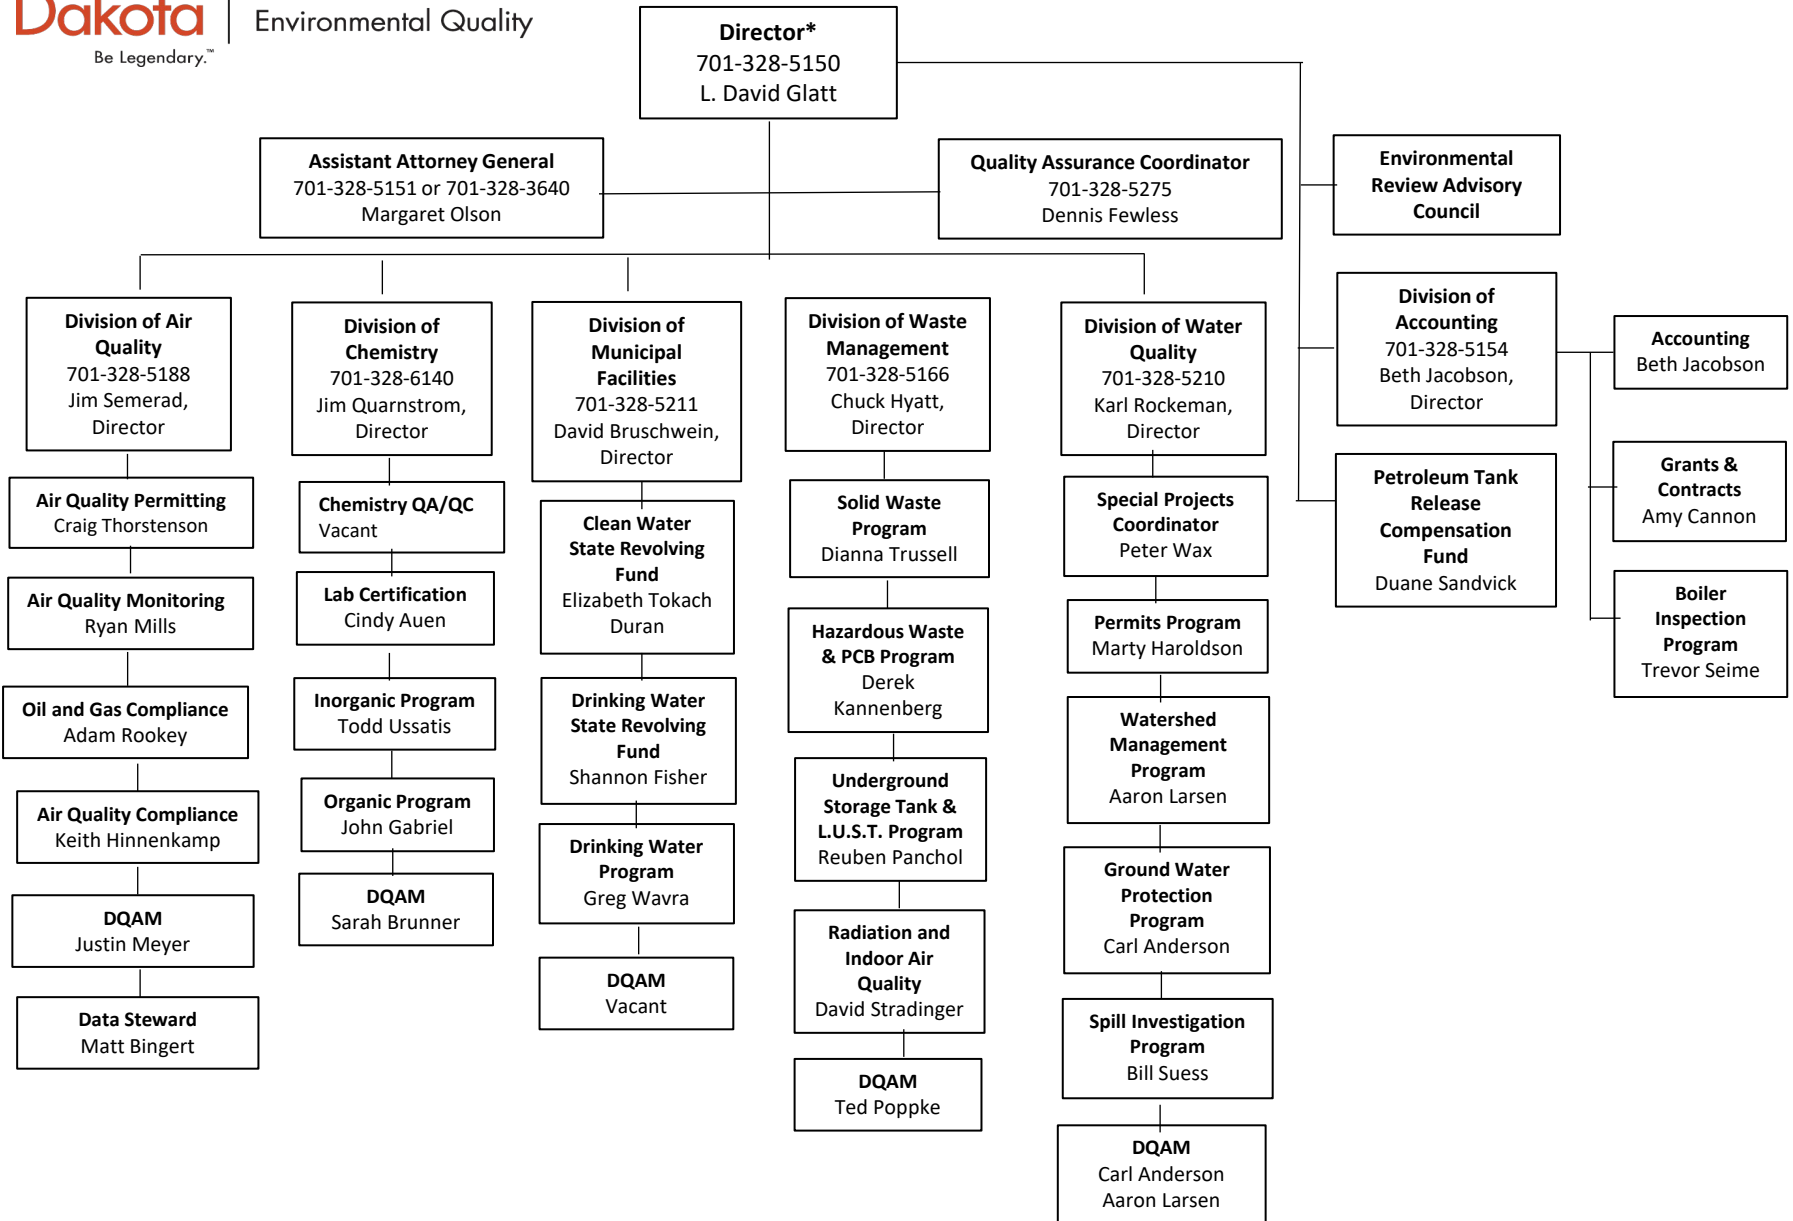 Dakota
Be Legendary.™
Environmental Quality
Director*
701-328-5150
L. David Glatt
Assistant Attorney General
701-328-5151 or 701-328-3640
Margaret Olson
Quality Assurance Coordinator
701-328-5275
Dennis Fewless
Environmental
Review Advisory
Council
Division of Air
Quality
701-328-5188
Jim Semerad,
Director
Air Quality Permitting
Craig Thorstenson
Air Quality Monitoring
Ryan Mills
Oil and Gas Compliance
Adam Rookey
Air Quality Compliance
Keith Hinnenkamp
DQAM
Justin Meyer
Data Steward
Matt Bingert
Division of
Chemistry
701-328-6140
Jim Quarnstrom,
Director
Chemistry QA/QC
Vacant
Lab Certification
Cindy Auen
Inorganic Program
Todd Ussatis
Organic Program
John Gabriel
DQAM
Sarah Brunner
Division of
Municipal
Facilities
701-328-5211
David Bruschwein,
Director
Clean Water
State Revolving
Fund
Elizabeth Tokach
Duran
Drinking Water
State Revolving
Fund
Shannon Fisher
Drinking Water
Program
Greg Wavra
DQAM
Vacant
Division of Waste
Management
701-328-5166
Chuck Hyatt,
Director
Solid Waste
Program
Dianna Trussell
Hazardous Waste
& PCB Program
Derek
Kannenberg
Underground
Storage Tank &
L.U.S.T. Program
Reuben Panchol
Radiation and
Indoor Air
Quality
David Stradinger
DQAM
Ted Poppke
Division of Water
Quality
701-328-5210
Karl Rockeman,
Director
Special Projects
Coordinator
Peter Wax
Permits Program
Marty Haroldson
Watershed
Management
Program
Aaron Larsen
Ground Water
Protection
Program
Carl Anderson
Spill Investigation
Program
Bill Suess
DQAM
Carl Anderson
Aaron Larsen
Division of
Accounting
701-328-5154
Beth Jacobson,
Director
Petroleum Tank
Release
Compensation
Fund
Duane Sandvick
Accounting
Beth Jacobson
Grants &
Contracts
Amy Cannon
Boiler
Inspection
Program
Trevor Seime